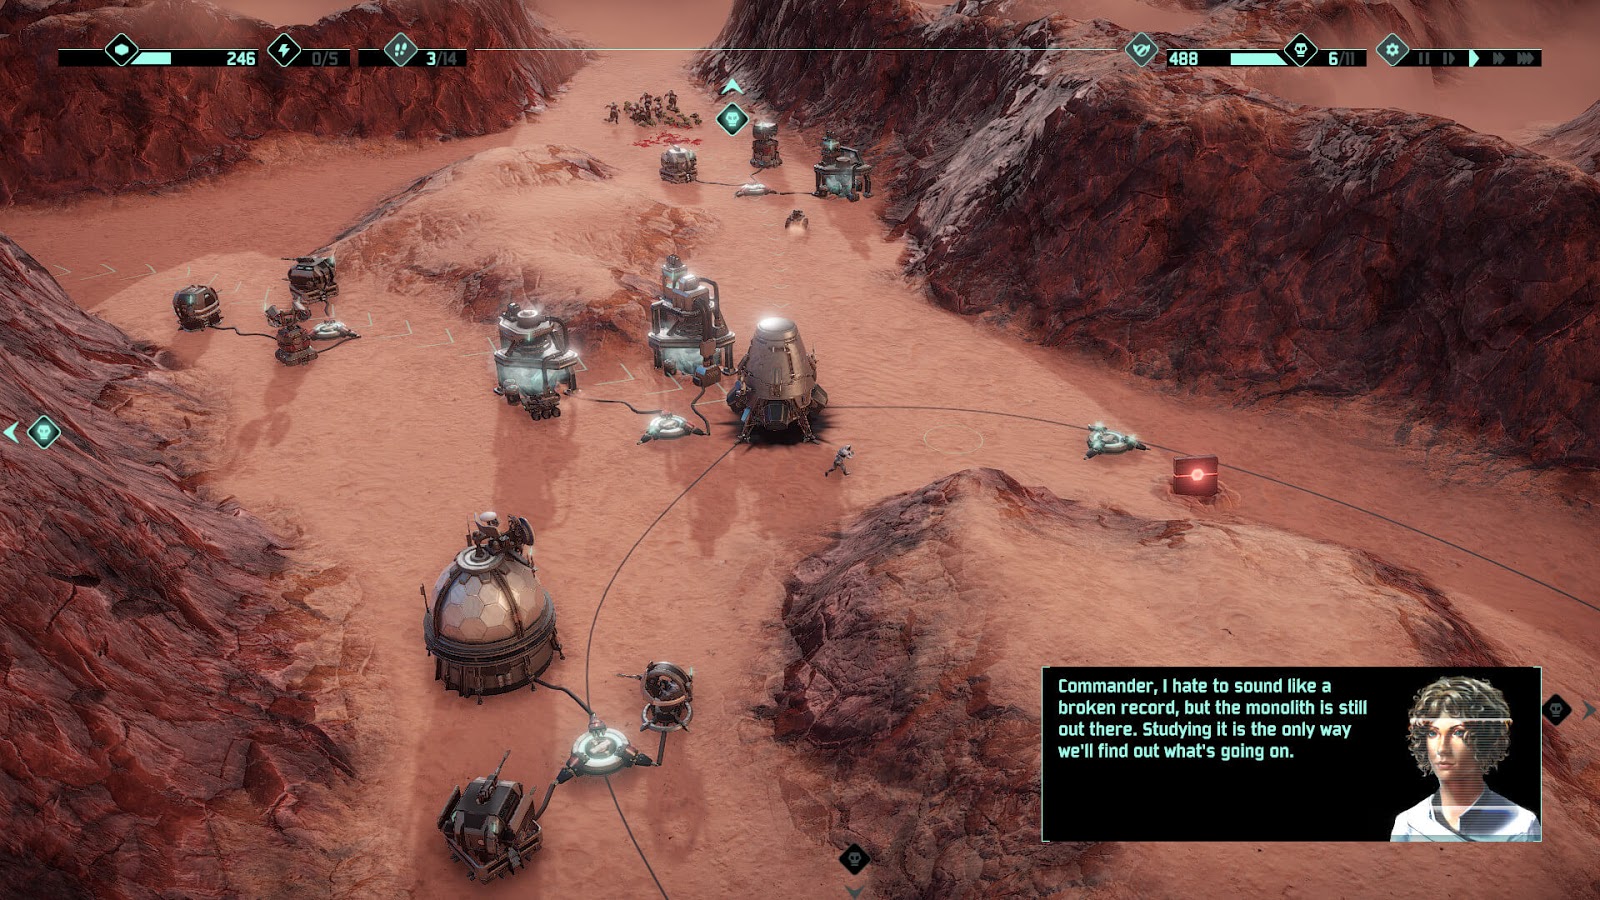 246
0/5
3/14
488
6/11
Commander, I hate to sound like a
broken record, but the monolith is still
out there. Studying it is the only way
we'll find out what's going on.